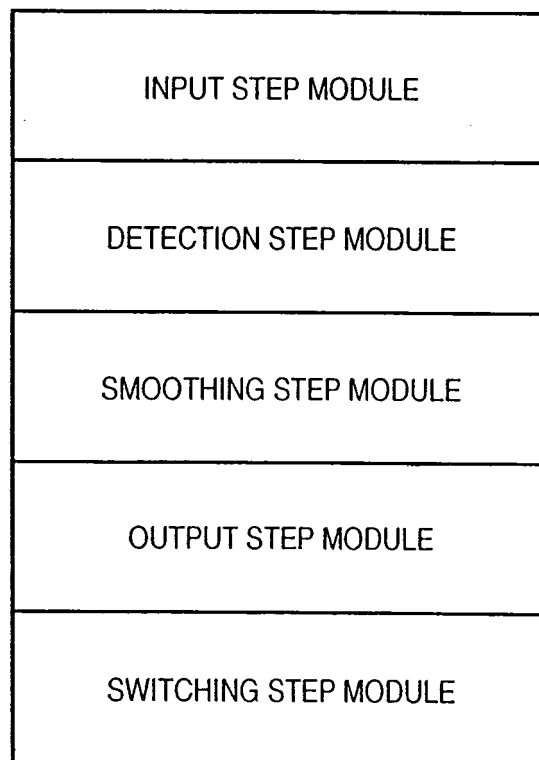 INPUT STEP MODULE
DETECTION STEP MODULE
SMOOTHING STEP MODULE
OUTPUT STEP MODULE
SWITCHING STEP MODULE